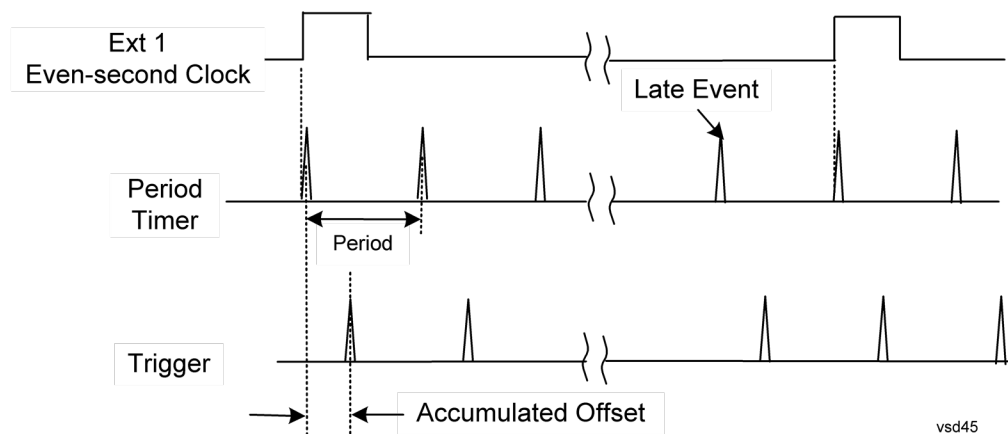 Ext 1
Even-second Clock
Late Event
Period
Timer
Period
Trigger
Accumulated Offset
vsd45